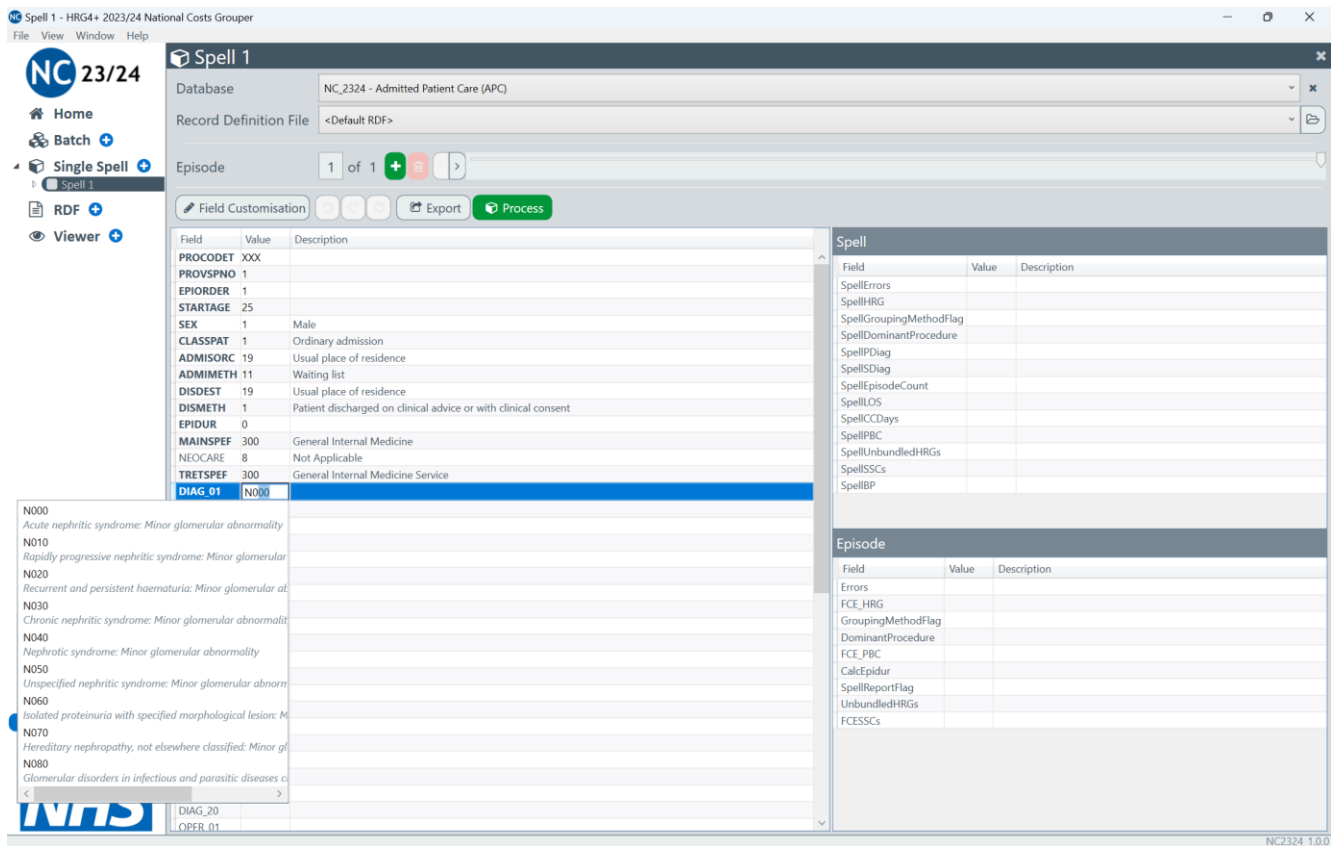 Spell 1 - HRG4+ 2023/24 National Costs Grouper
File View Window Help
NC 23/24
Home
Batch
Single Spell
Spell 1
RDF
Viewer
Spell 1
Database NC_2324 - Admitted Patient Care (APC)
Record Definition File <Default RDF>
Episode 1 of 1
Field Customisation Export Process
Field Value Description
PROCODET XXX
PROVSPNO 1
EPIORDER 1
STARTAGE 25
SEX 1 Male
CLASSPAT 1 Ordinary admission
ADMISORC 19 Usual place of residence
ADMIMETH 11 Waiting list
DISDEST 19 Usual place of residence
DISMETH 1 Patient discharged on clinical advice or with clinical consent
EPIDUR 0
MAINSPEF 300 General Internal Medicine
NEOCARE 8 Not Applicable
TRETSPEF 300 General Internal Medicine Service
DIAG_01 N000
N000
Acute nephritic syndrome: Minor glomerular abnormality
N010
Rapidly progressive nephritic syndrome: Minor glomerular
N020
Recurrent and persistent haematuria: Minor glomerular ab
N030
Chronic nephritic syndrome: Minor glomerular abnormalit
N040
Nephrotic syndrome: Minor glomerular abnormality
N050
Unspecified nephritic syndrome: Minor glomerular abnorm
N060
Isolated proteinuria with specified morphological lesion: M
N070
Hereditary nephropathy, not elsewhere classified: Minor gl
N080
Glomerular disorders in infectious and parasitic diseases c
NHS
DIAG_20
OPER_01
Spell
Field Value Description
SpellErrors
SpellHRG
SpellGroupingMethodFlag
SpellDominantProcedure
SpellPDiag
SpellSDiag
SpellEpisodeCount
SpellLOS
SpellCCDays
SpellPBC
SpellUnbundledHRGs
SpellSSCs
SpellBP
Episode
Field Value Description
Errors
FCE_HRG
GroupingMethodFlag
DominantProcedure
FCE_PBC
CalcEpidur
SpellReportFlag
UnbundledHRGs
FCESSCs
NC2324 1.0.0